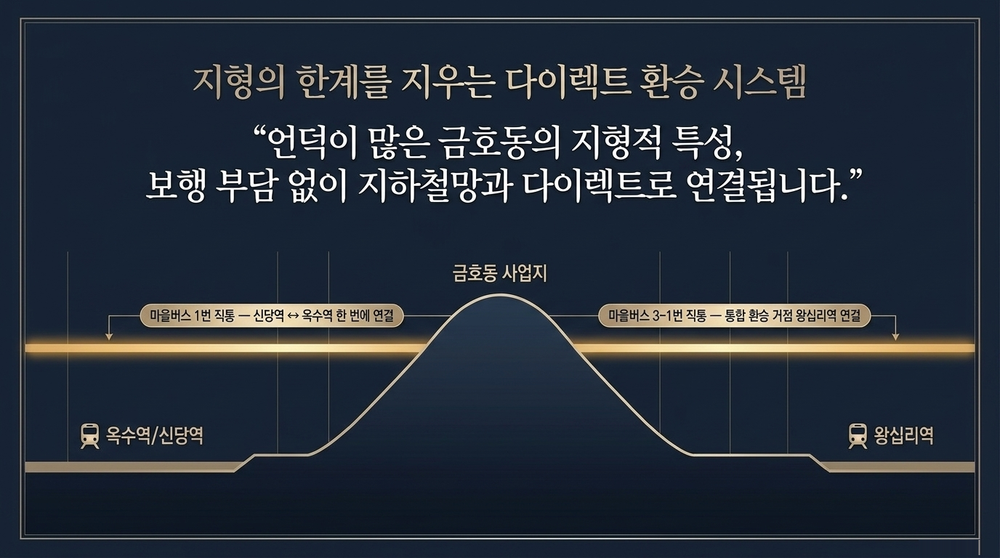 지형의 한계를 지우는 다이렉트 환승 시스템
“언덕이 많은 금호동의 지형적 특성,
보행 부담 없이 지하철망과 다이렉트로 연결됩니다.”
금호동 사업지
마을버스 1번 직통 — 신당역 ↔ 옥수역 한 번에 연결
마을버스 3-1번 직통 — 통합 환승 거점 왕십리역 연결
옥수역/신당역
왕십리역